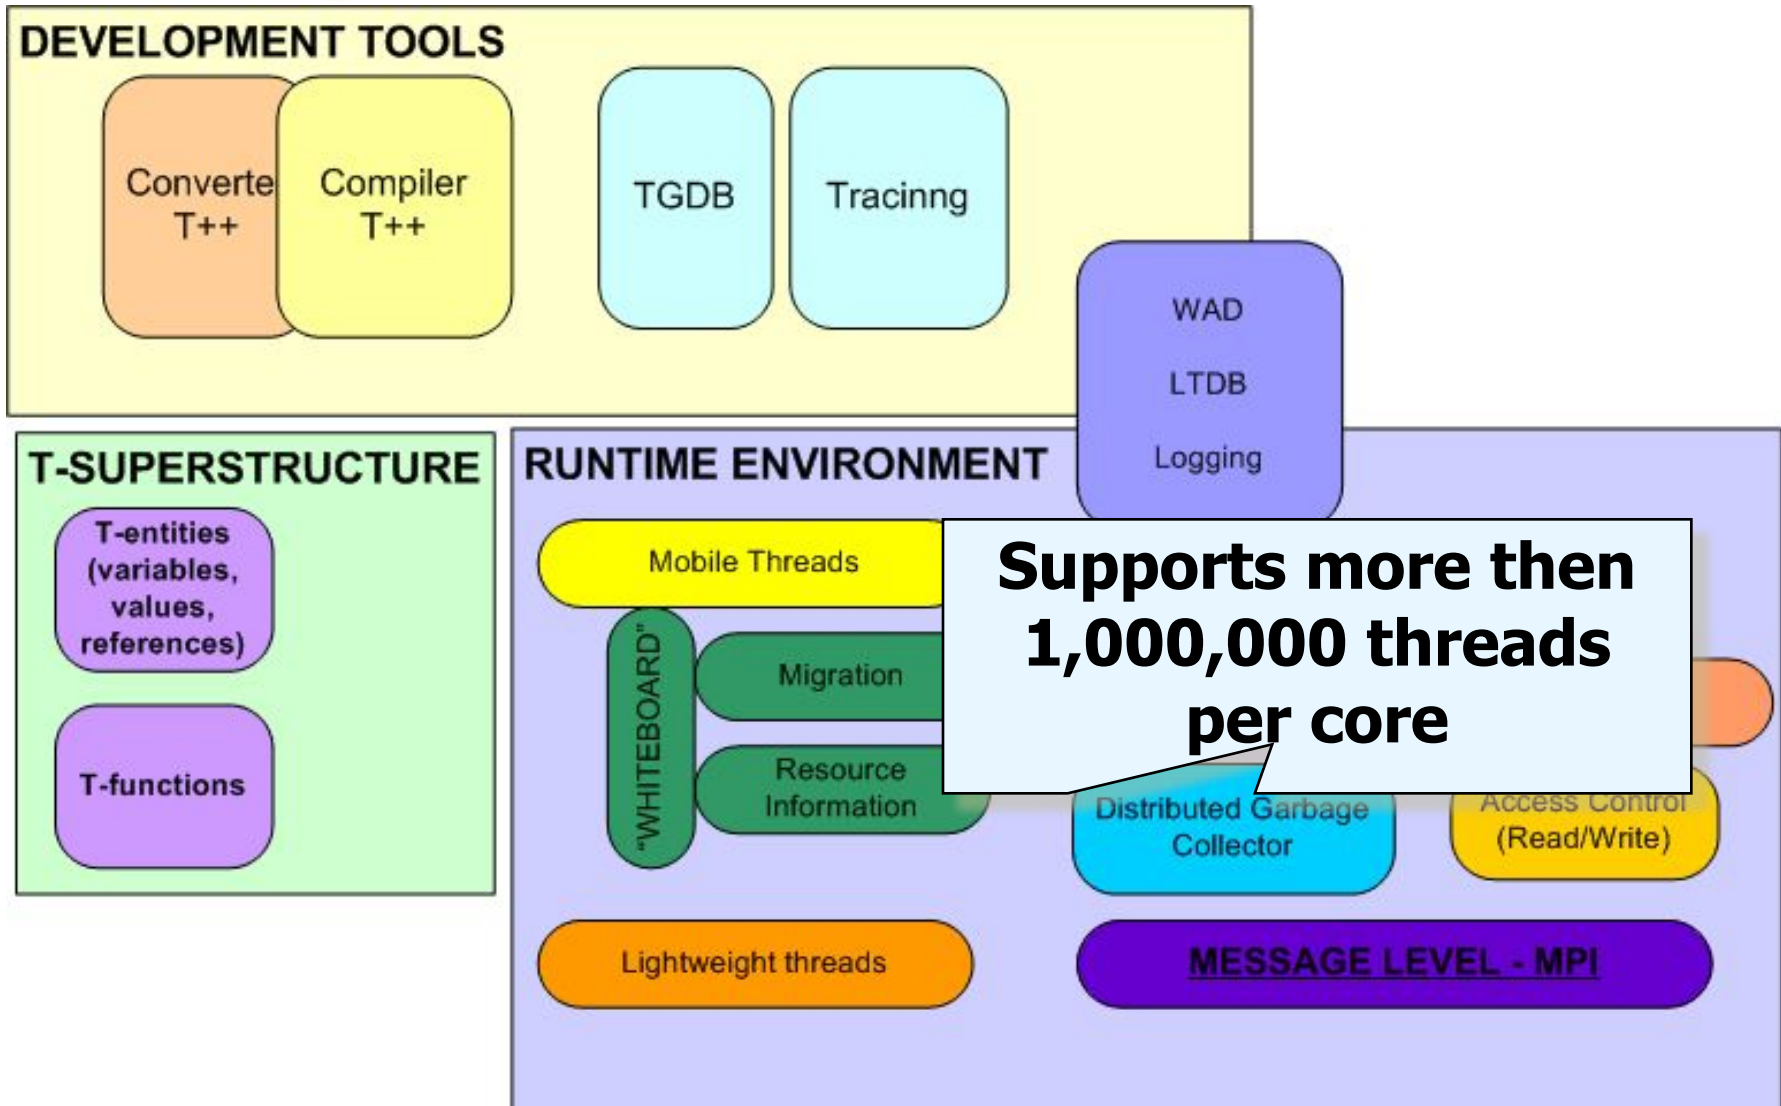 DEVELOPMENT TOOLS
Converte
T++
Compiler
T++
TGDB
Tracinng
WAD
LTDB
Logging
T-SUPERSTRUCTURE
T-entities
(variables,
values,
references)
T-functions
RUNTIME ENVIRONMENT
Mobile Threads
"WHITEBOARD"
Migration
Resource
Information
Supports more then
1,000,000 threads
per core
Distributed Garbage
Collector
Access Control
(Read/Write)
Lightweight threads
MESSAGE LEVEL - MPI